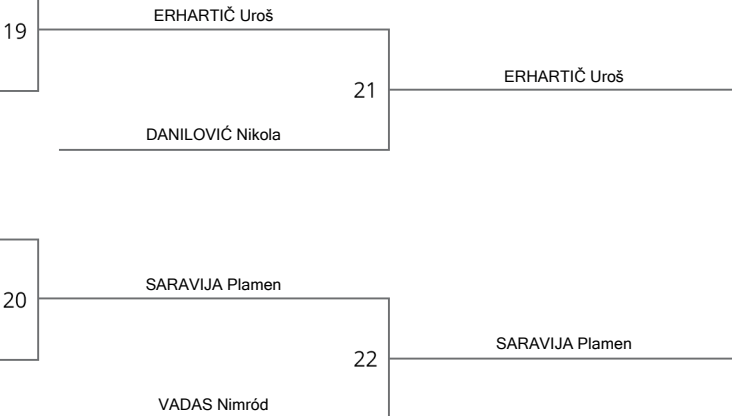 19
ERHARTIČ Uroš
21
ERHARTIČ Uroš
DANILOVIĆ Nikola
20
SARAVIJA Plamen
22
SARAVIJA Plamen
VADAS Nimród